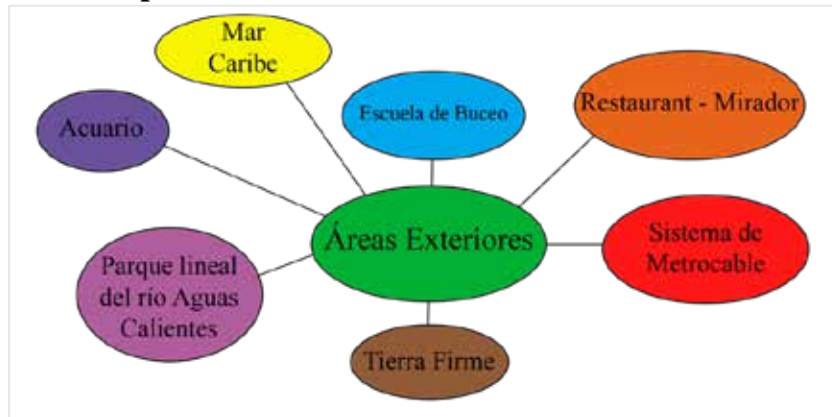 Mar
Caribe
Escuela de Buceo
Restaurant - Mirador
Acuario
Áreas Exteriores
Sistema de
Metrocable
Parque lineal
del río Aguas
Calientes
Tierra Firme